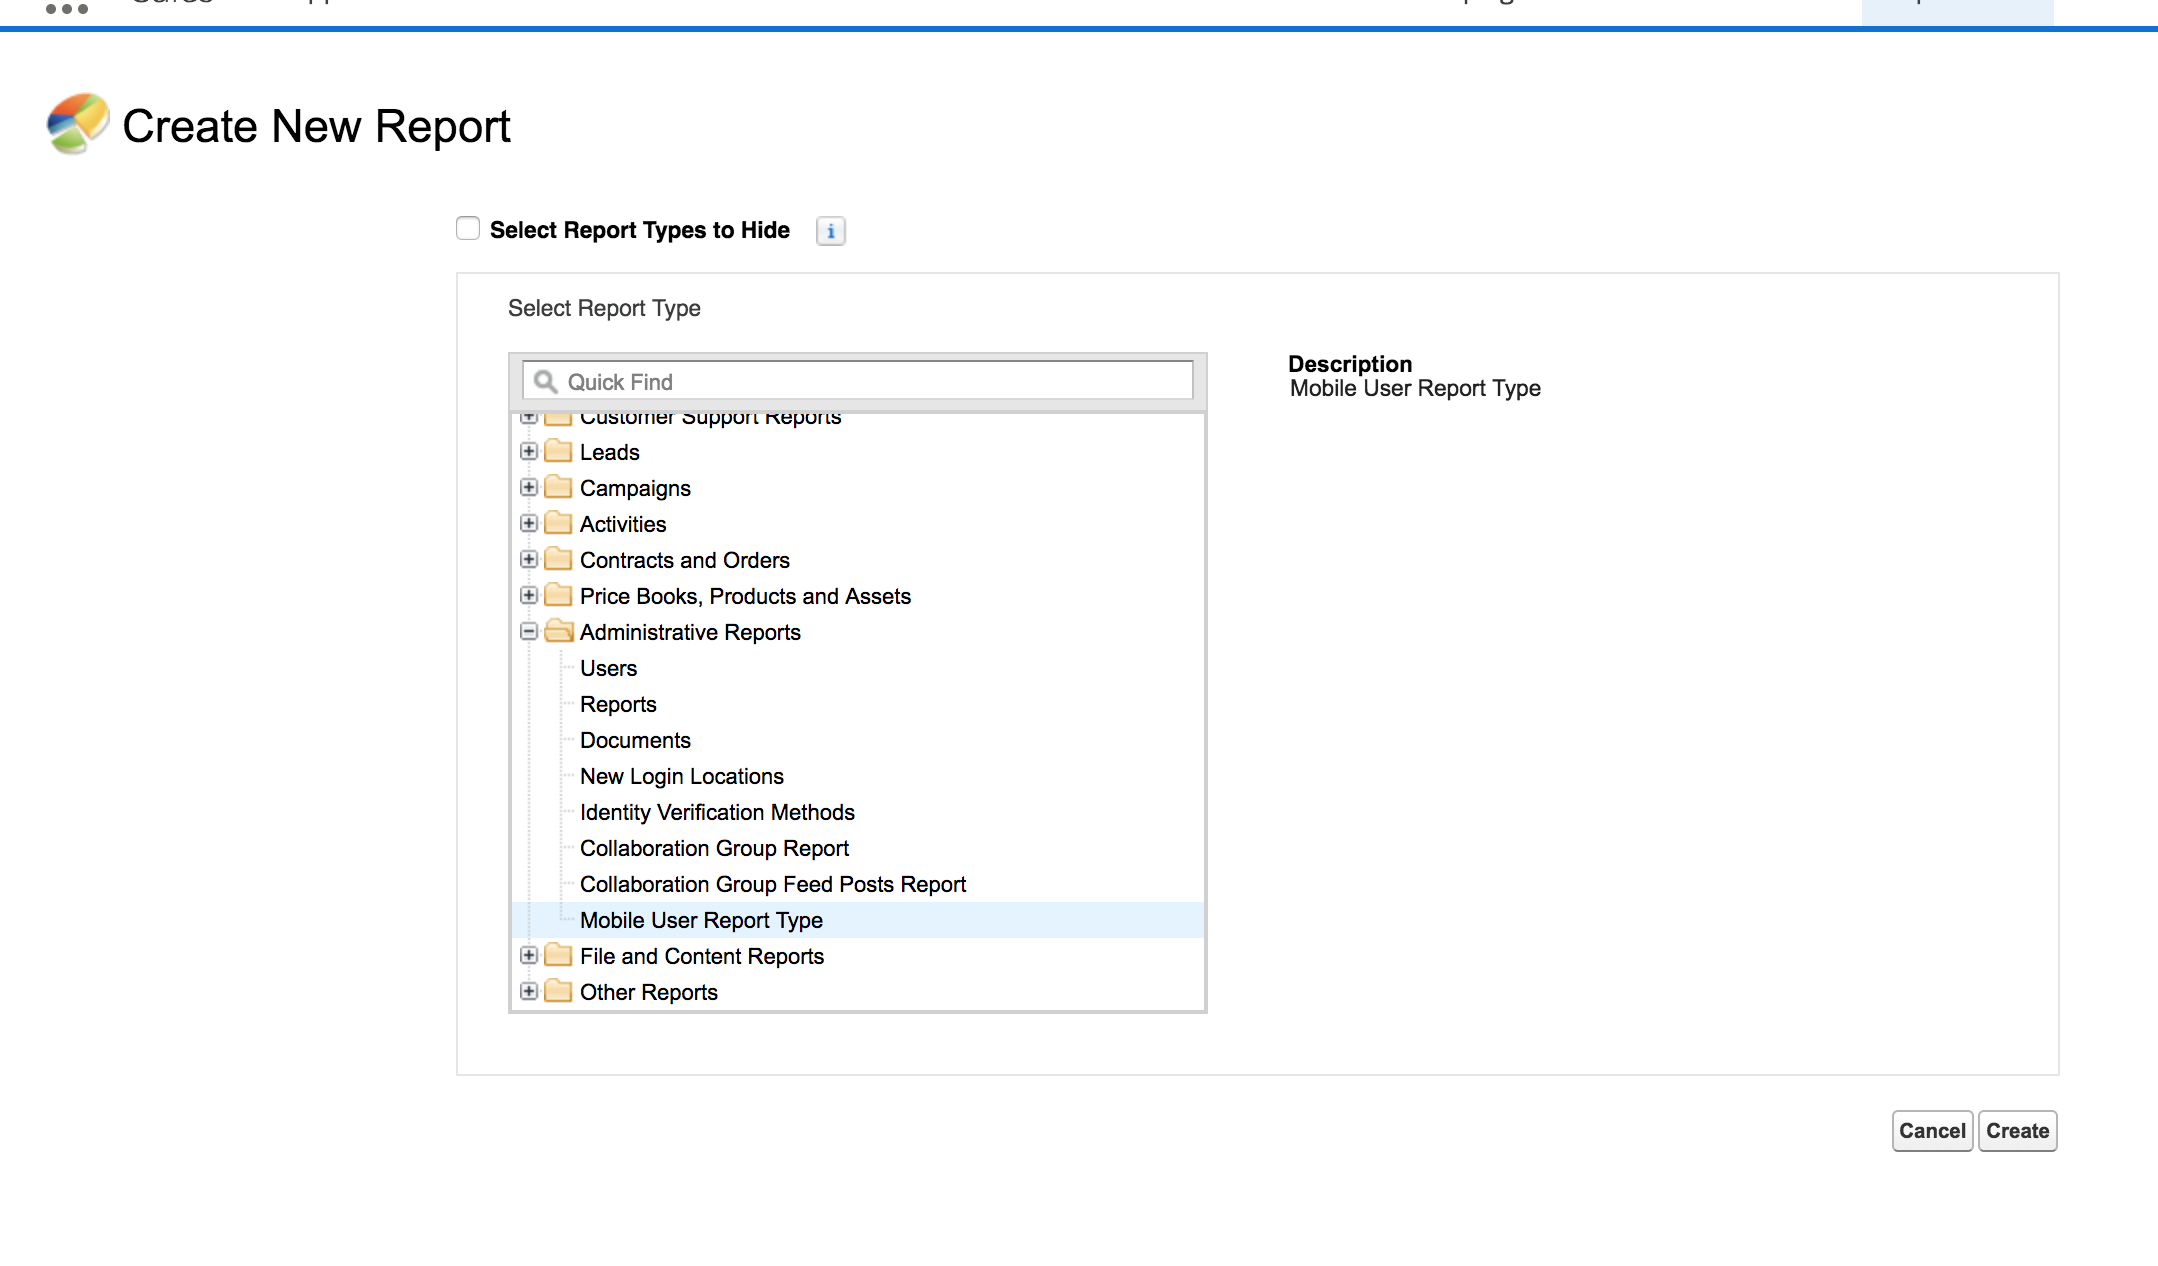 Create New Report
Select Report Types to Hide
i
Select Report Type
Quick Find
Description
Mobile User Report Type
Customer Support Reports
Leads
Campaigns
Activities
Contracts and Orders
Price Books, Products and Assets
Administrative Reports
Users
Reports
Documents
New Login Locations
Identity Verification Methods
Collaboration Group Report
Collaboration Group Feed Posts Report
Mobile User Report Type
File and Content Reports
Other Reports
Cancel Create